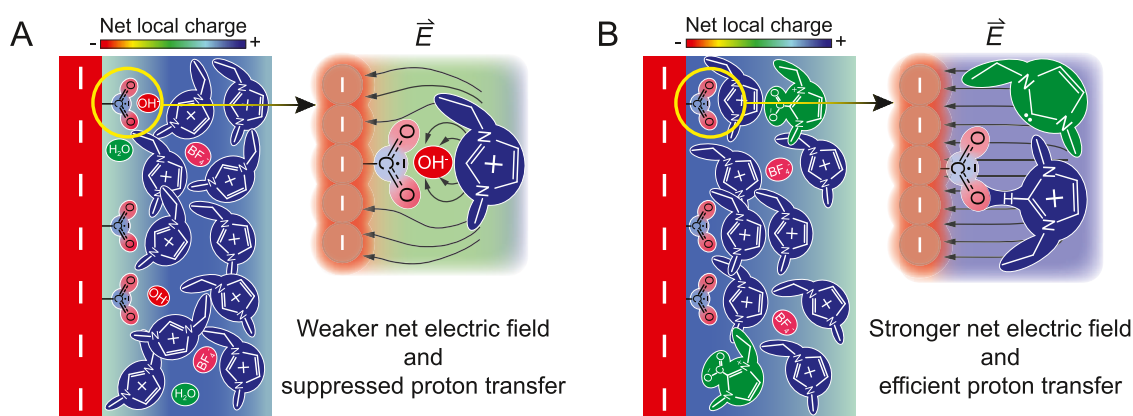 A
Net local charge
- +
E
OH-
H2O
BF4-
OH-
BF4-
H2O
O
C
O
OH-
+
N
N
Weaker net electric field
and
suppressed proton transfer
B
Net local charge
- +
E
BF4-
BF4-
O
C
O
H
N
N
N
N
Stronger net electric field
and
efficient proton transfer